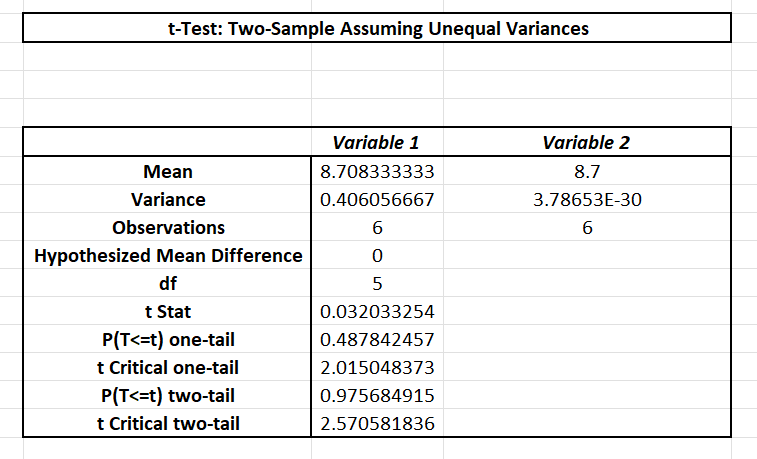 t-Test: Two-Sample Assuming Unequal Variances
Variable 1 Variable 2
Mean 8.708333333 8.7
Variance 0.406056667 3.78653E-30
Observations 6 6
Hypothesized Mean Difference 0
df 5
t Stat 0.032033254
P(T<=t) one-tail 0.487842457
t Critical one-tail 2.015048373
P(T<=t) two-tail 0.975684915
t Critical two-tail 2.570581836